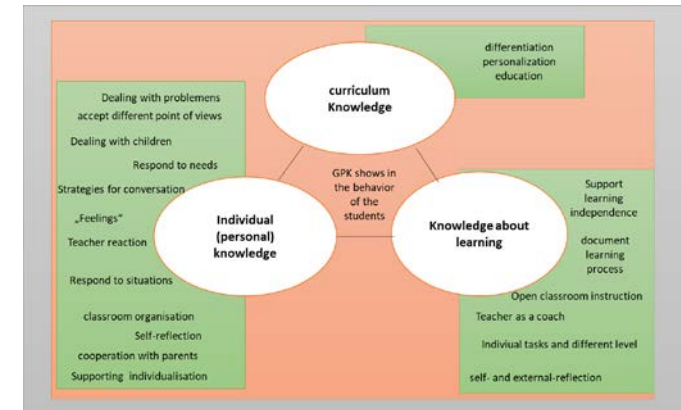 differentiation
personalization
education
curriculum
Knowledge
Dealing with problemens
accept different point of views
Dealing with children
Respond to needs
Strategies for conversation
„Feelings“
Teacher reaction
Respond to situations
classroom organisation
Self-reflection
cooperation with parents
Supporting individualisation
Individual
(personal)
knowledge
GPK shows in
the behavior
of the
students
Knowledge about
learning
Support
learning
independence
document
learning
process
Open classroom instruction
Teacher as a coach
Indiviual tasks and different level
self- and external-reflection